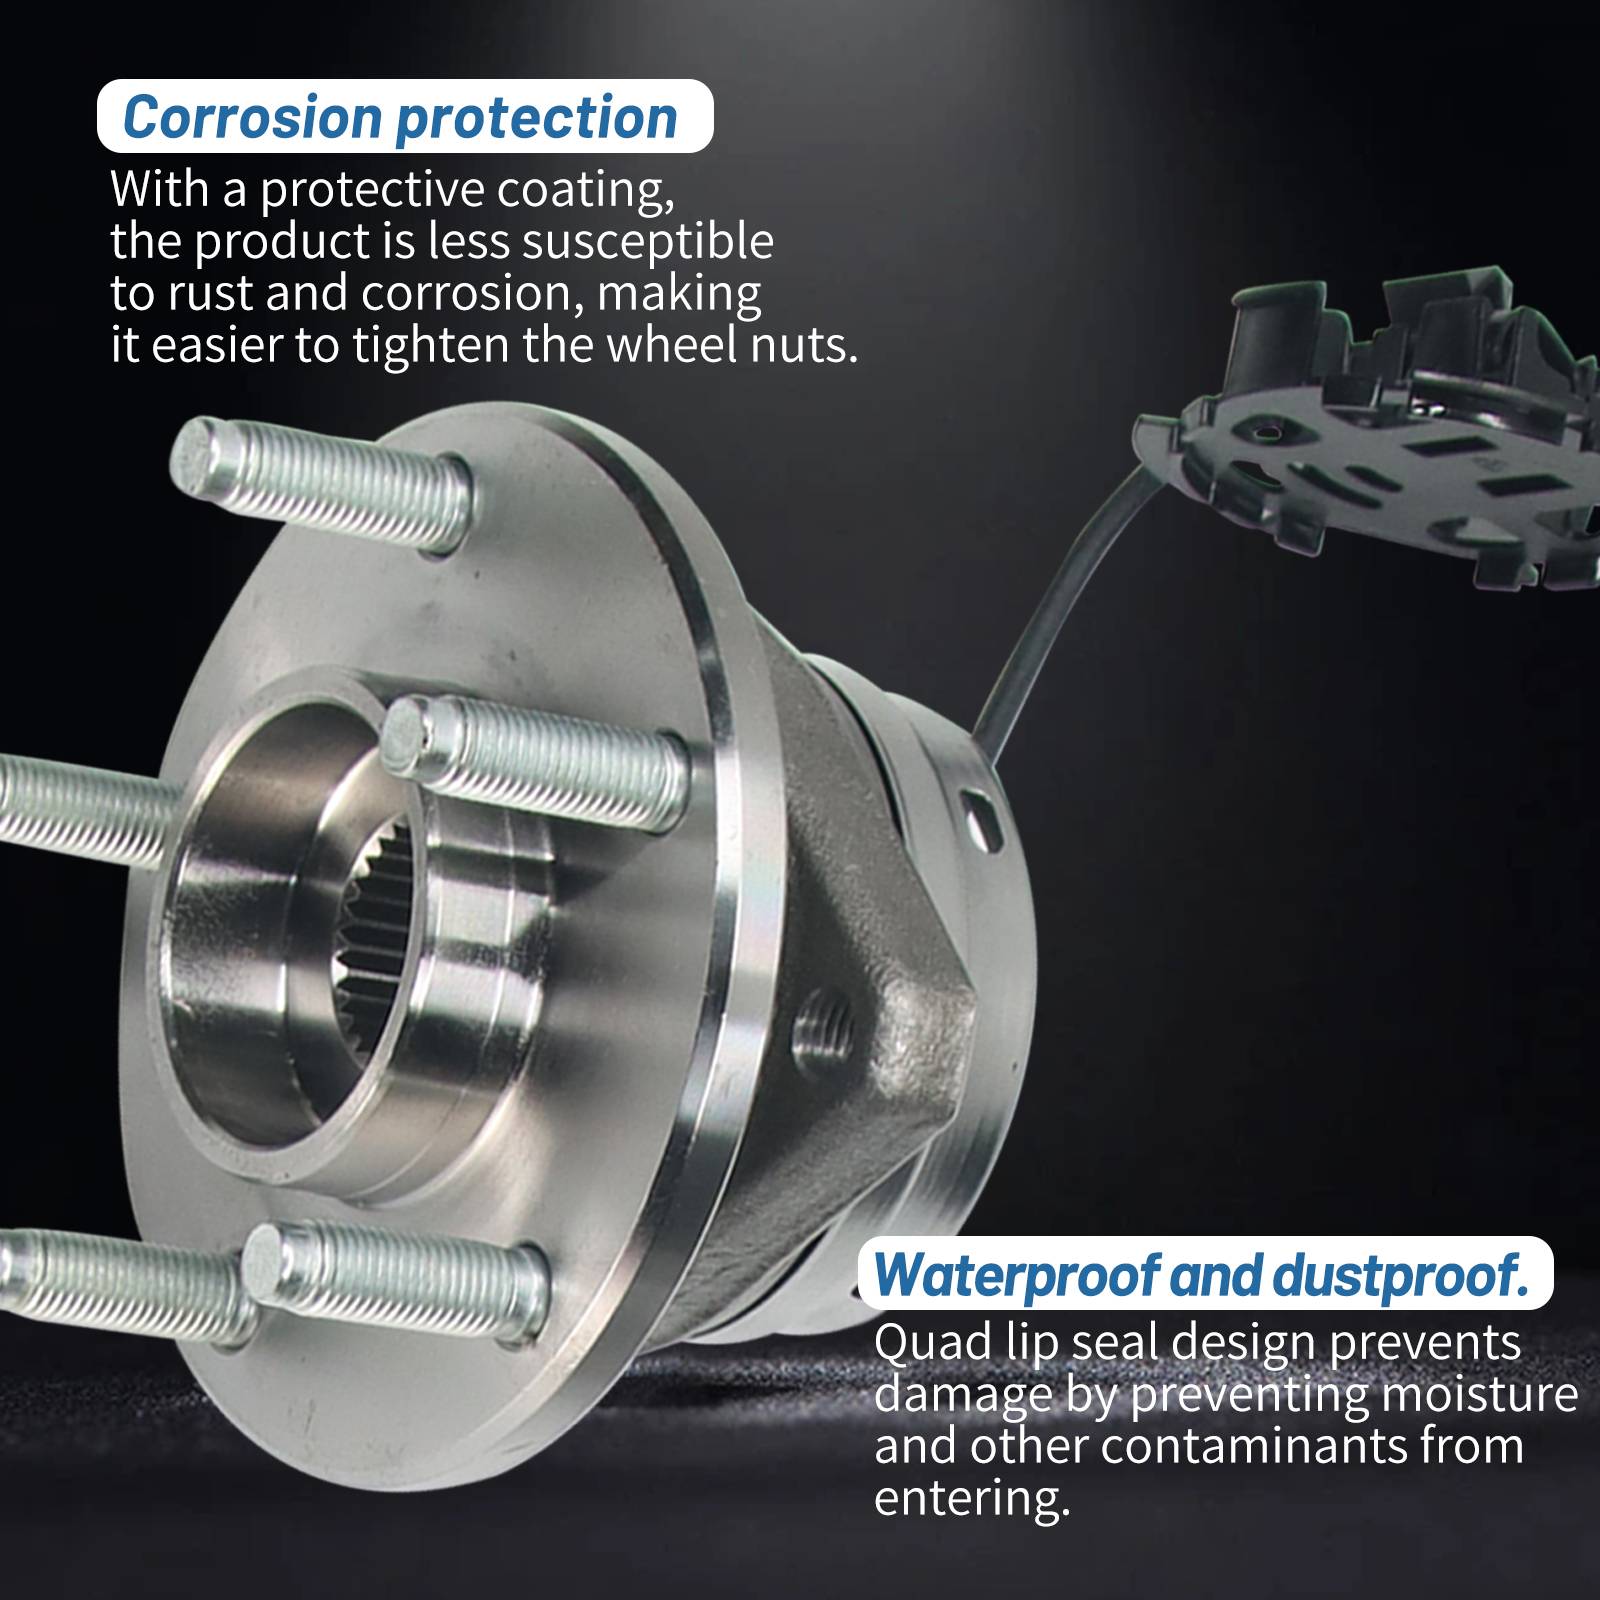 Corrosion protection
With a protective coating,
the product is less susceptible
to rust and corrosion, making
it easier to tighten the wheel nuts.
Waterproof and dustproof.
Quad lip seal design prevents
damage by preventing moisture
and other contaminants from
entering.